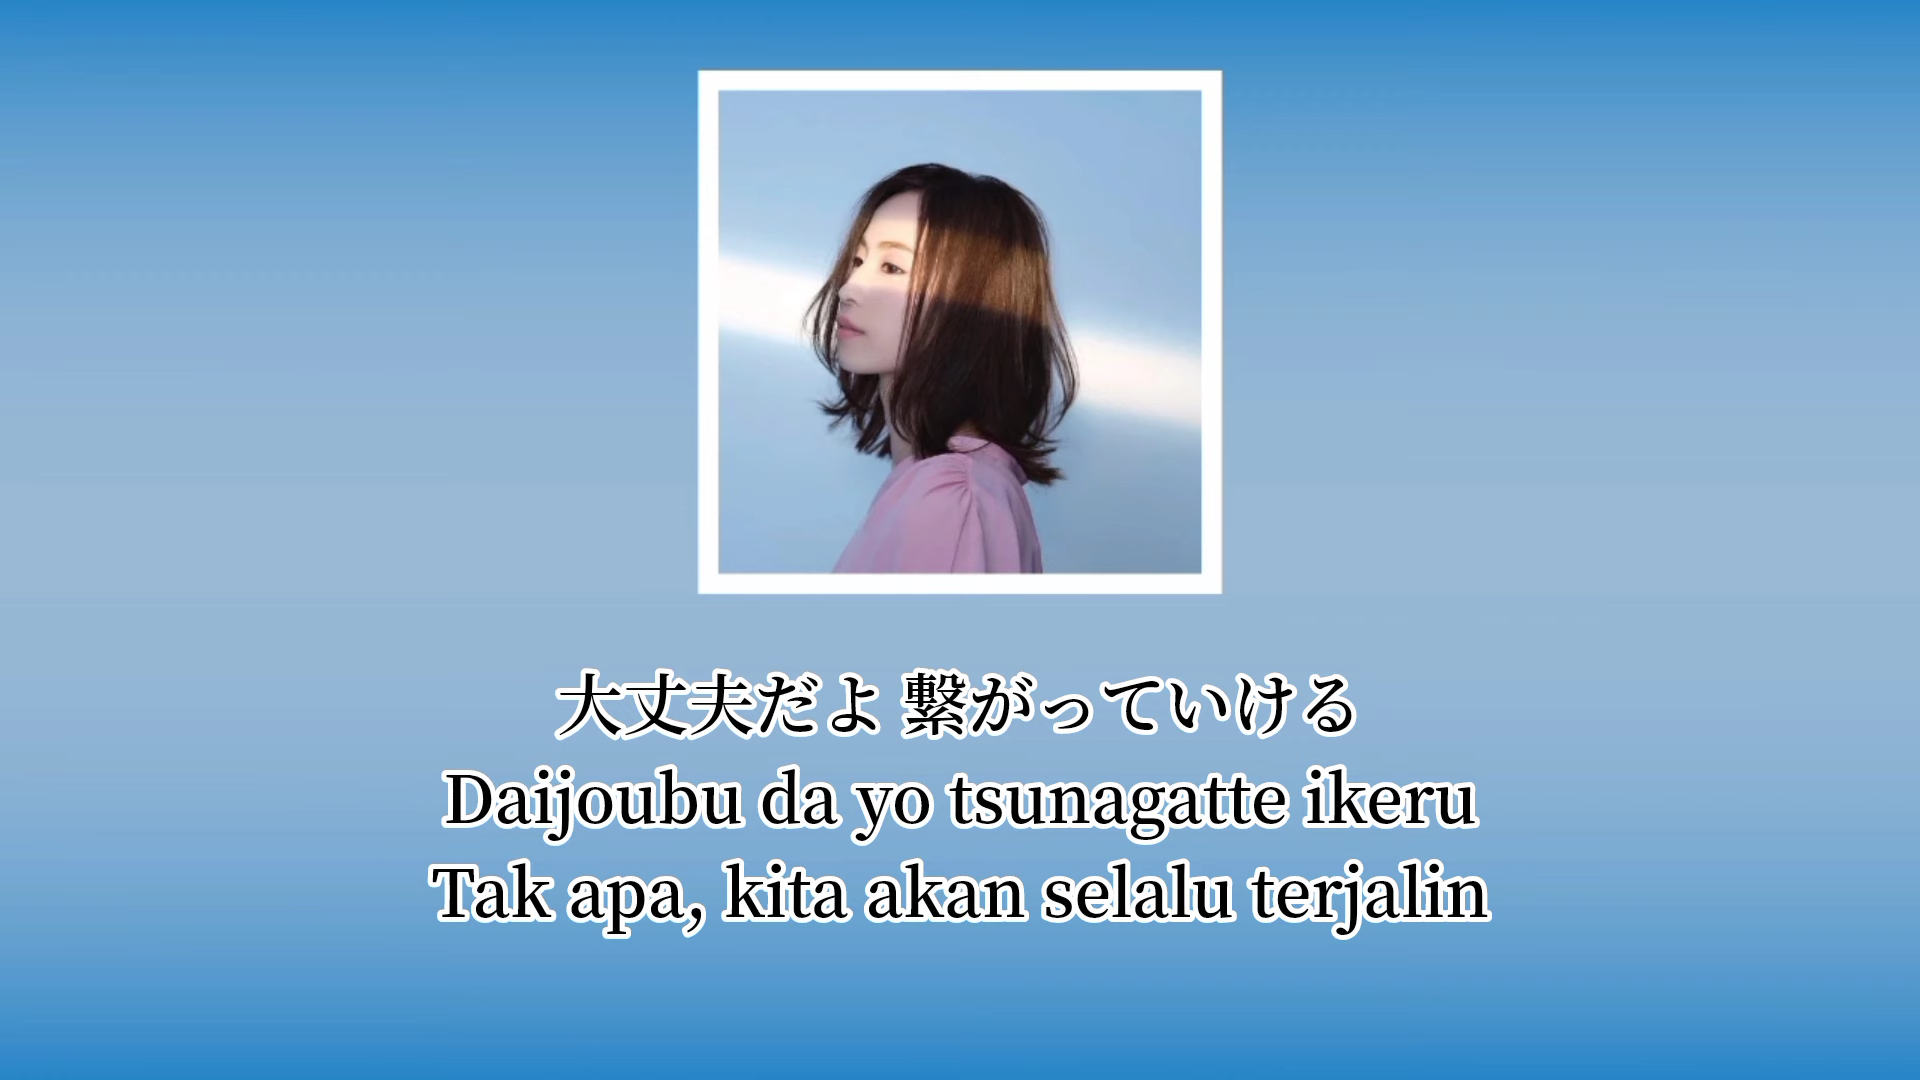 大丈夫だよ 繋がっていける
Daijoubu da yo tsunagatte ikeru
Tak apa, kita akan selalu terjalin